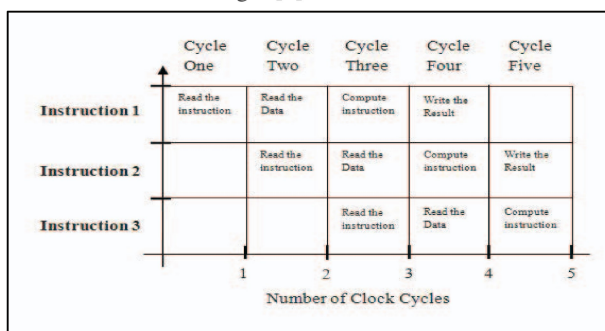 Cycle One
Cycle Two
Cycle Three
Cycle Four
Cycle Five
Instruction 1
Read the instruction
Read the Data
Compute instruction
Write the Result
Instruction 2
Read the instruction
Read the Data
Compute instruction
Write the Result
Instruction 3
Read the instruction
Read the Data
Compute instruction
1 2 3 4 5
Number of Clock Cycles